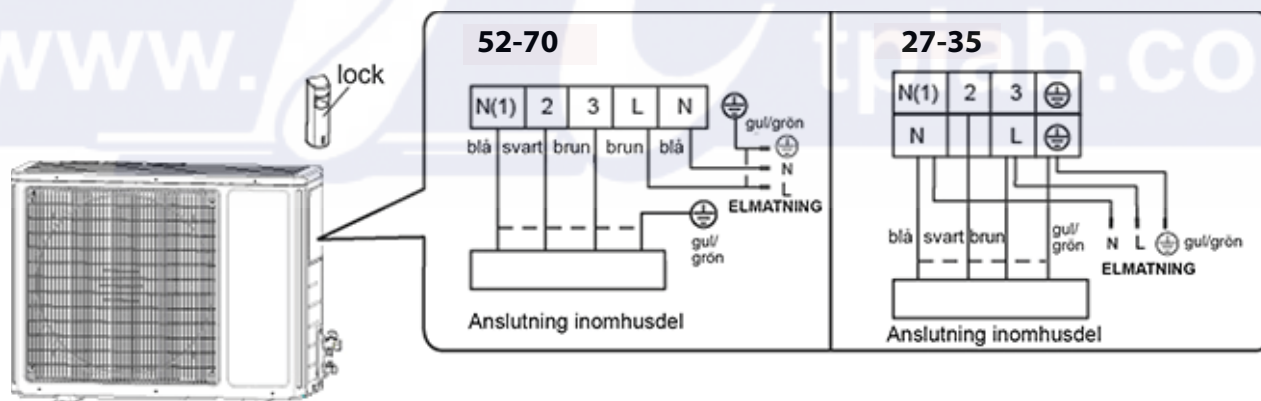 www. tpiab.co
lock
52-70
N(1) 2 3 L N
gul/grön
blå svart brun brun blå
N
L
ELMATNING
gul/
grön
Anslutning inomhusdel
27-35
N(1) 2 3
N L
blå svart brun gul/
grön
N L gul/grön
ELMATNING
Anslutning inomhusdel